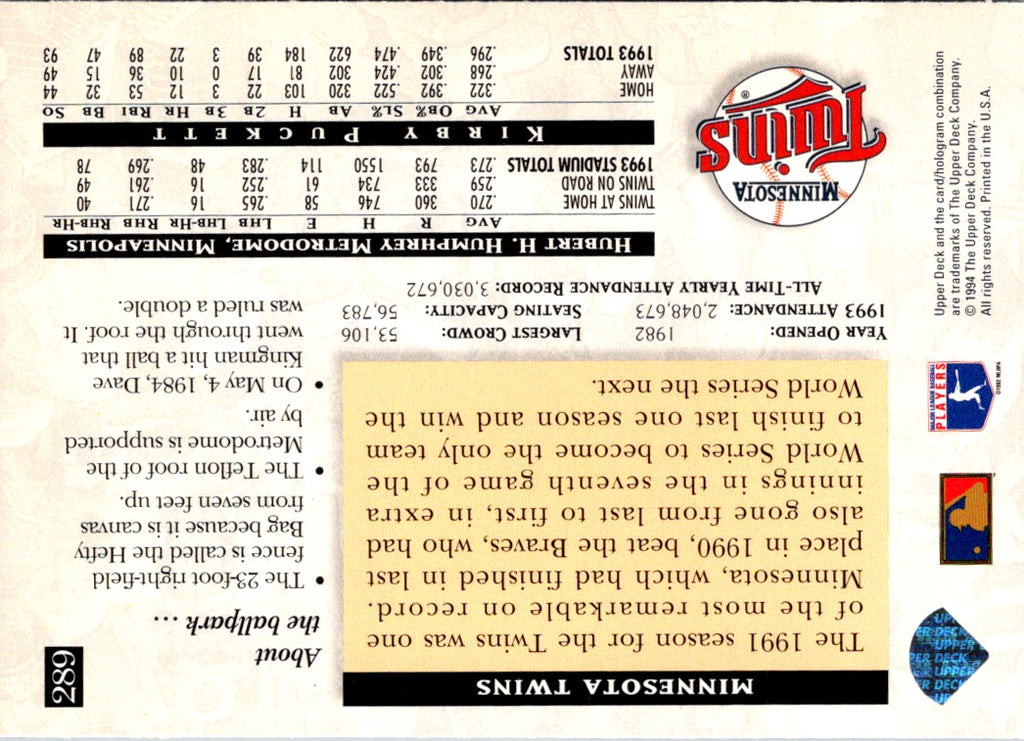 289
MINNESOTA TWINS
The 1991 season for the Twins was one
of the most remarkable on record.
Minnesota, which had finished in last
place in 1990, beat the Braves, who had
also gone from last to first, in extra
innings in the seventh game of the
World Series to become the only team
to finish last one season and win the
World Series the next.
About
the ballpark ...
• The 23-foot right-field
fence is called the Hefty
Bag because it is canvas
from seven feet up.
• The Teflon roof of the
Metrodome is supported
by air.
• On May 4, 1984, Dave
Kingman hit a ball that
went through the roof. It
was ruled a double.
YEAR OPENED: 1982 LARGEST CROWD: 53,106
1993 ATTENDANCE: 2,048,673 SEATING CAPACITY: 56,783
ALL-TIME YEARLY ATTENDANCE RECORD: 3,030,672
HUBERT H. HUMPHREY METRODOME, MINNEAPOLIS
AVG R H E LHB LHB-HR RHB RHB-HR
TWINS AT HOME .270 360 746 58 .265 16 .271 40
TWINS ON ROAD .259 333 734 61 .252 16 .261 49
1993 STADIUM TOTALS .273 793 1550 114 .283 48 .269 78
KIRBY PUCKETT
AVG OB% SL% AB H 2B 3B HR RBI BB SO
HOME .322 .392 .522 320 103 22 3 12 53 32 44
AWAY .268 .302 .424 302 81 17 0 10 36 15 49
1993 TOTALS .296 .349 .474 622 184 39 3 22 89 47 93
MINNESOTA
Twins
®
Upper Deck and the card/hologram combination
are trademarks of The Upper Deck Company.
© 1994 The Upper Deck Company.
All rights reserved. Printed in the U.S.A.
MAJOR LEAGUE BASEBALL
PLAYERS
©1992 MLBPA
UPPER DECK